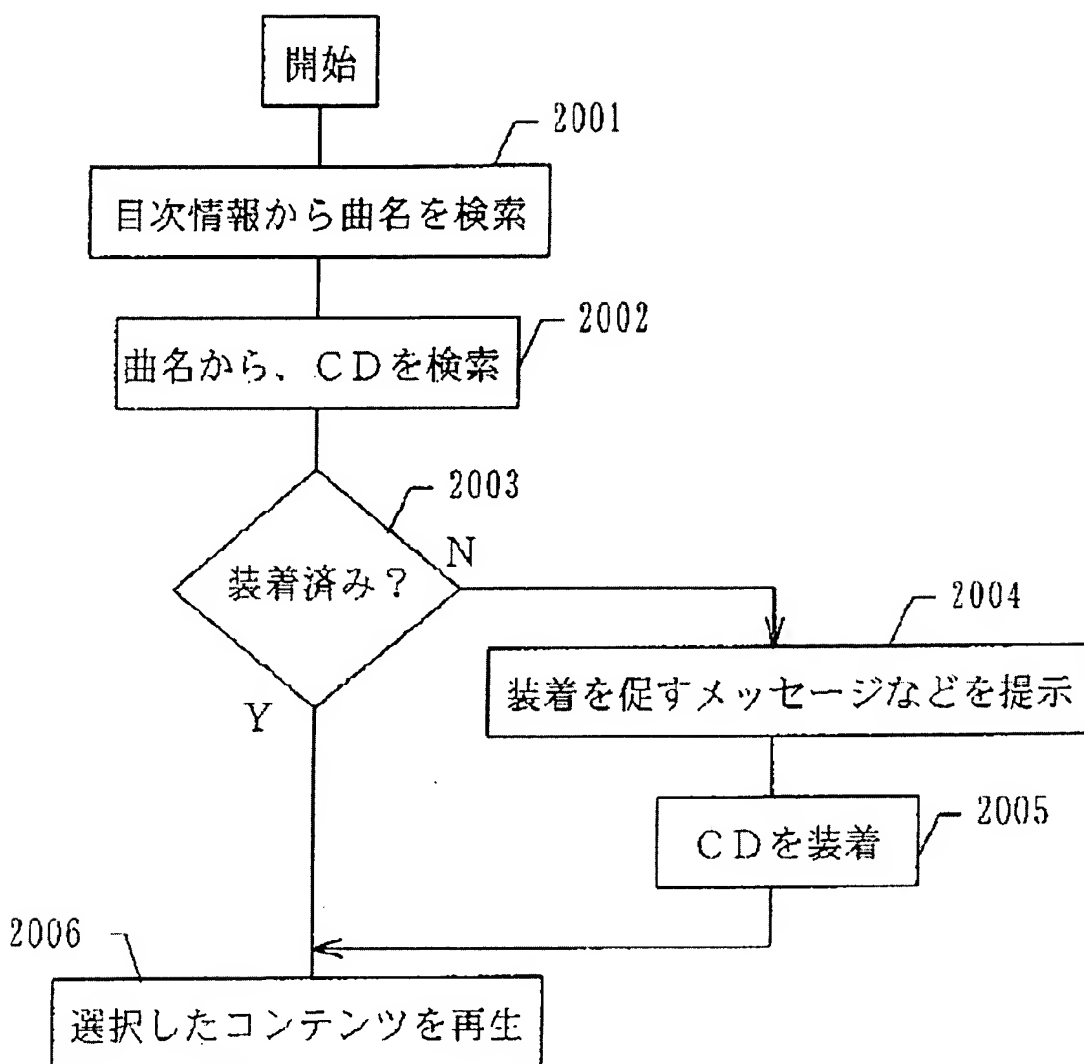 開始
2001
目次情報から曲名を検索
2002
曲名から、CDを検索
2003
装着済み?
N
Y
2004
装着を促すメッセージなどを提示
2005
CDを装着
2006
選択したコンテンツを再生